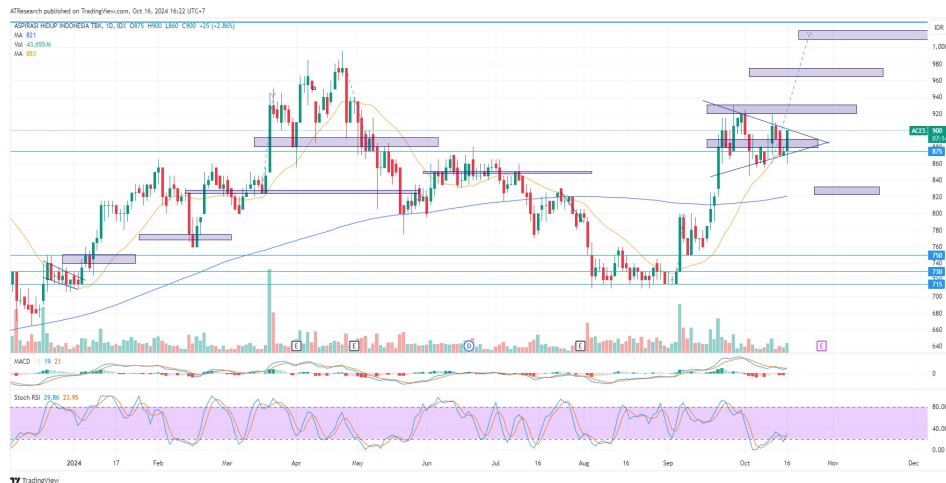 ATResearch published on TradingView.com, Oct 16, 2024 16:22 UTC+7
ASPIRASI HIDUP INDONESIA TBK, 1D, IDX O875 H900 L860 C900 +25 (+2.86%)
MA 821
Vol 43.655M
MA 883
IDR
1,000
980
960
940
920
ACES 900
875
860
840
820
800
780
760
750
740
730
715
700
680
660
640
E E D E E
MACD 19 21
0
Stoch RSI 29.86 23.95
80.00
40.00
0.00
2024 17 Feb Mar Apr May Jun Jul 16 Aug 16 Sep Oct 16 Nov Dec
TradingView